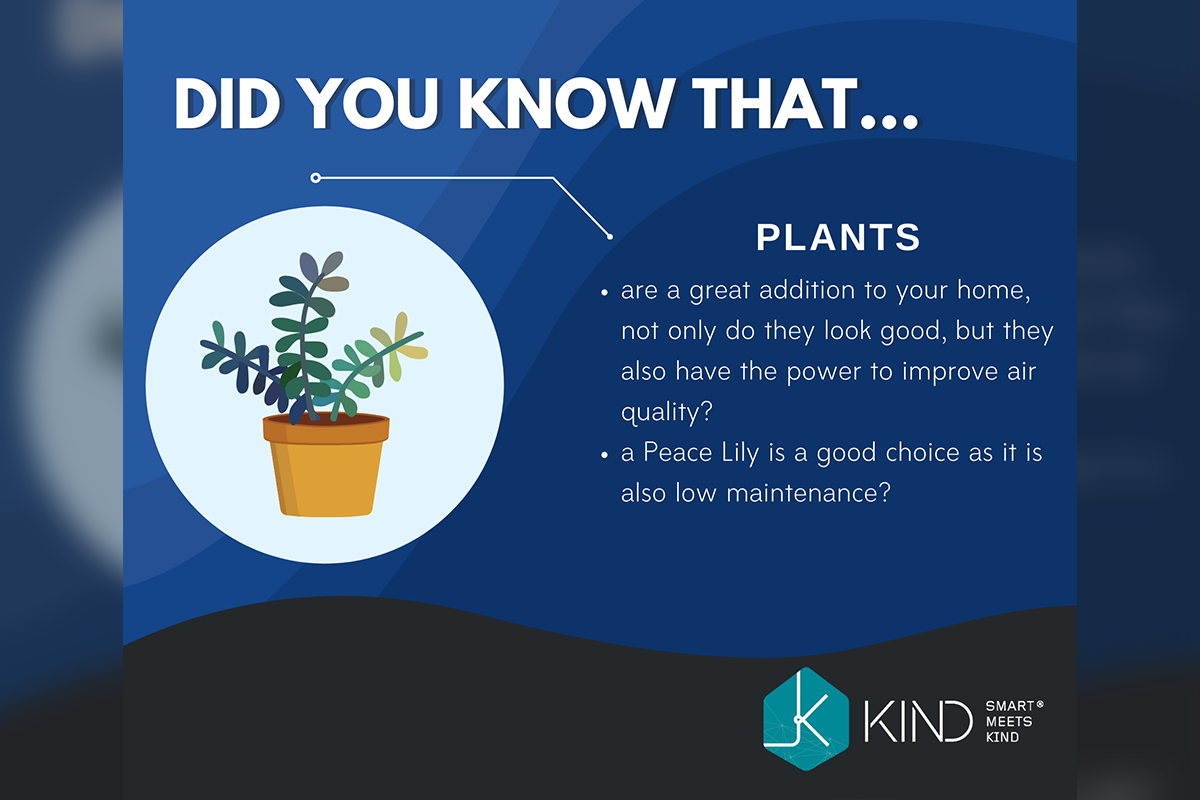 DID YOU KNOW THAT...
PLANTS
• are a great addition to your home,
not only do they look good, but they
also have the power to improve air
quality?
• a Peace Lily is a good choice as it is
also low maintenance?
KIND
SMART®
MEETS
KIND